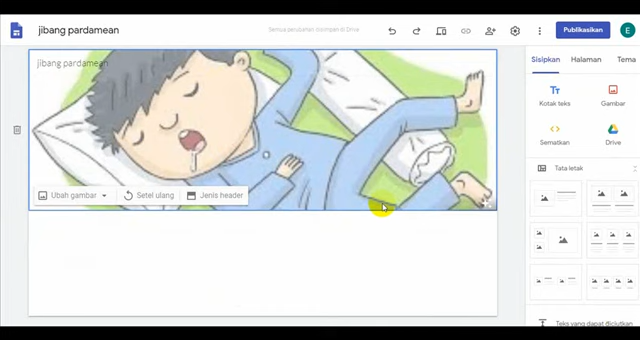 jibang pardamean
Semua perubahan disimpan di Drive
Publikasikan
E
jibang pardamean
Sisipkan
Halaman
Tema
Kotak teks
Gambar
Sematkan
Drive
Tata letak
Ubah gambar
Setel ulang
Jenis header
Teks yang dapat diciutkan